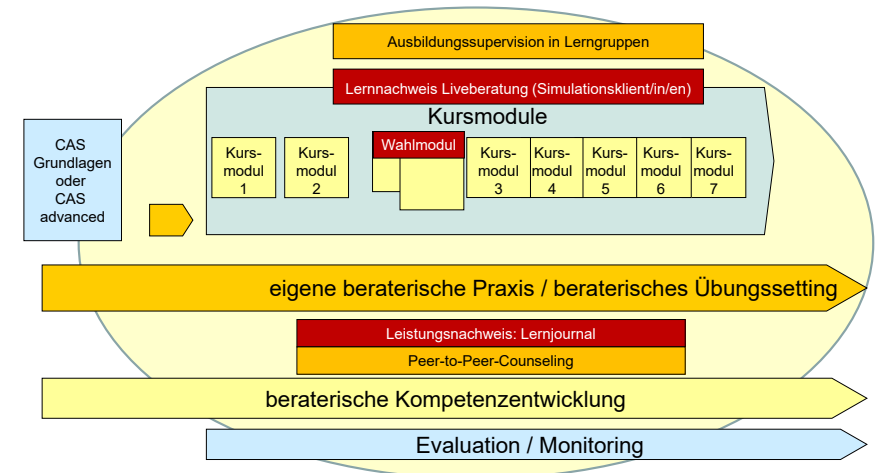 Ausbildungssupervision in Lerngruppen
Lernnachweis Liveberatung (Simulationsklient/in/en)
Kursmodule
CAS
Grundlagen
oder
CAS
advanced
Kurs-
modul
1
Kurs-
modul
2
Wahlmodul
Kurs-
modul
3
Kurs-
modul
4
Kurs-
modul
5
Kurs-
modul
6
Kurs-
modul
7
eigene beraterische Praxis / beraterisches Übungssetting
Leistungsnachweis: Lernjournal
Peer-to-Peer-Counseling
beraterische Kompetenzentwicklung
Evaluation / Monitoring